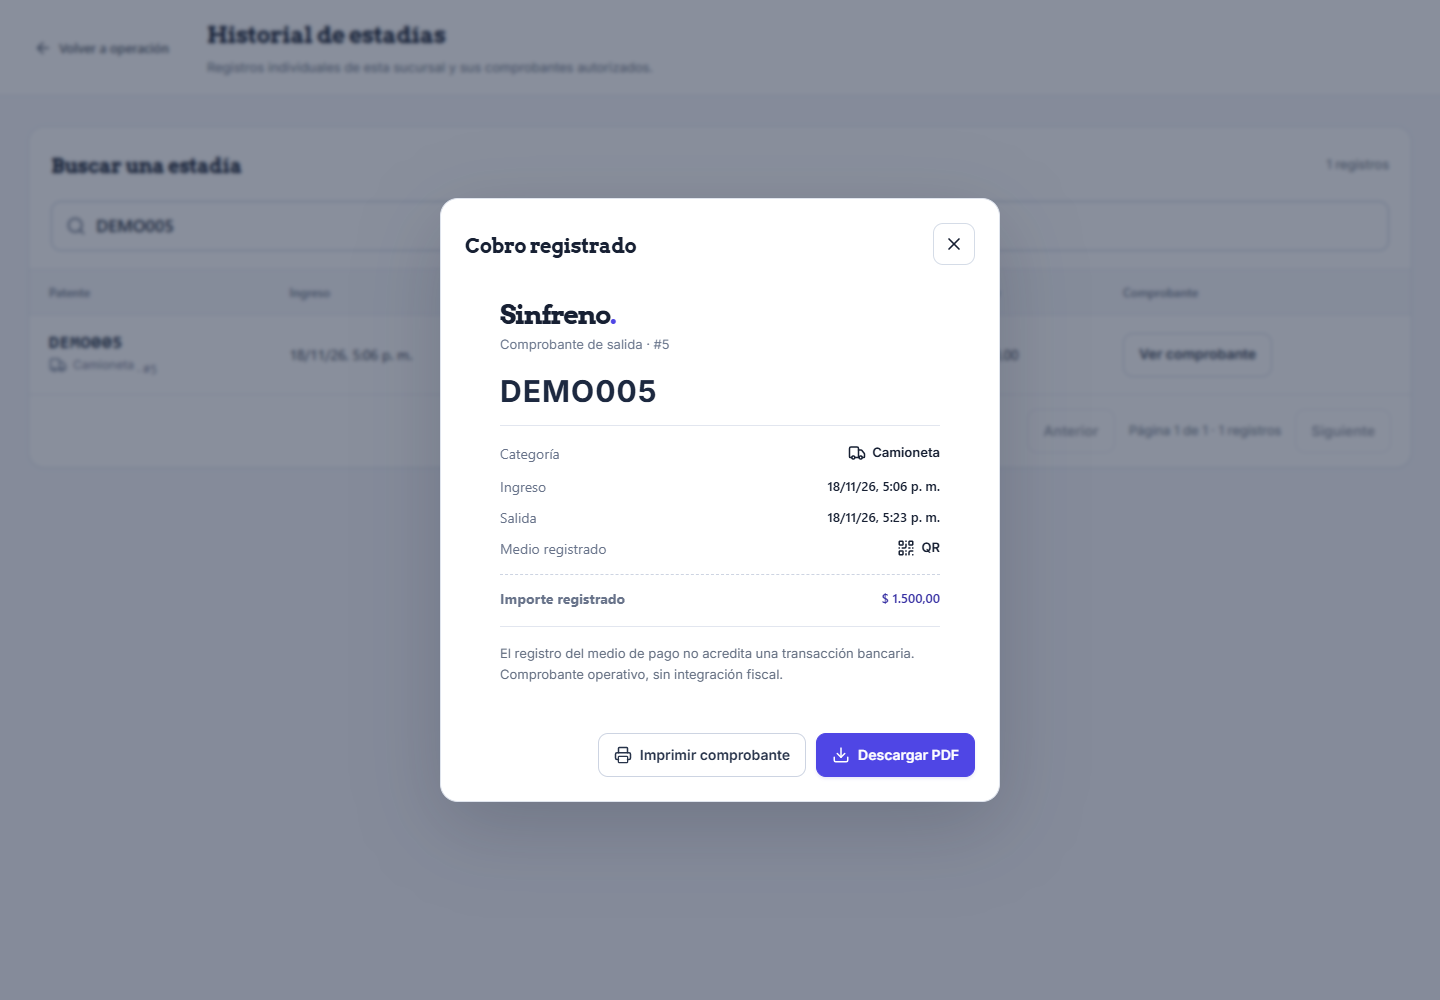 Volver a operación
Historial de estadías
Registros individuales de esta sucursal y sus comprobantes autorizados.
Buscar una estadía
1 registros
DEMO005
Patente
Ingreso
Comprobante
DEMO005
Camioneta · #5
18/11/26, 5:06 p. m.
.00
Ver comprobante
Anterior
Página 1 de 1 · 1 registros
Siguiente
Cobro registrado
Sinfreno.
Comprobante de salida · #5
DEMO005
Categoría
Camioneta
Ingreso
18/11/26, 5:06 p. m.
Salida
18/11/26, 5:23 p. m.
Medio registrado
QR
Importe registrado
$ 1.500,00
El registro del medio de pago no acredita una transacción bancaria.
Comprobante operativo, sin integración fiscal.
Imprimir comprobante
Descargar PDF